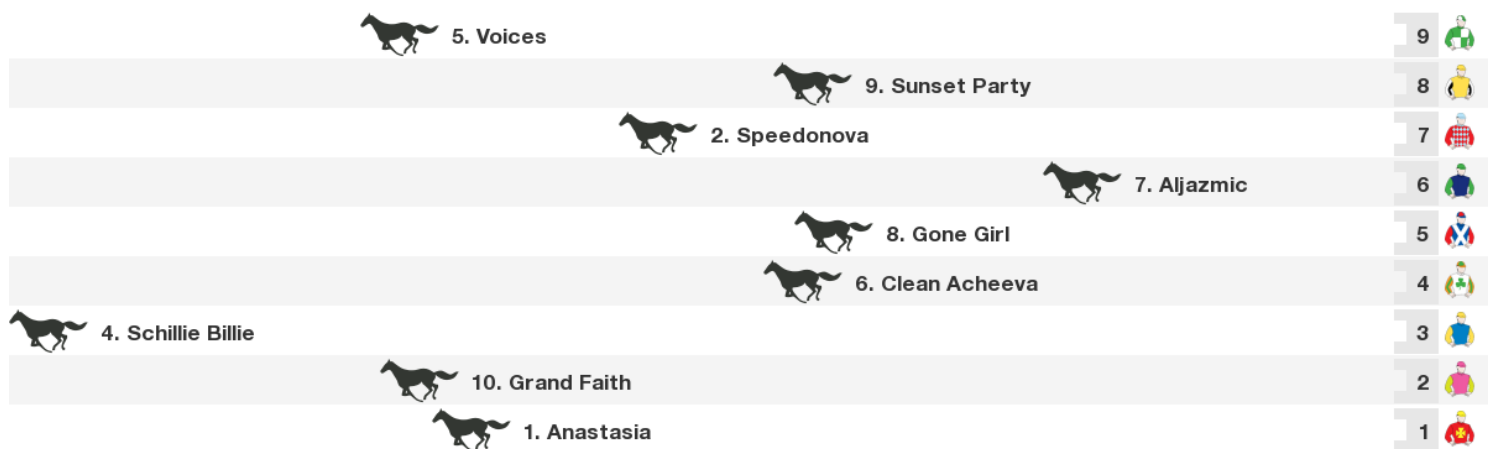 5. Voices 9
9. Sunset Party 8
2. Speedonova 7
7. Aljazmic 6
8. Gone Girl 5
6. Clean Acheeva 4
4. Schillie Billie 3
10. Grand Faith 2
1. Anastasia 1